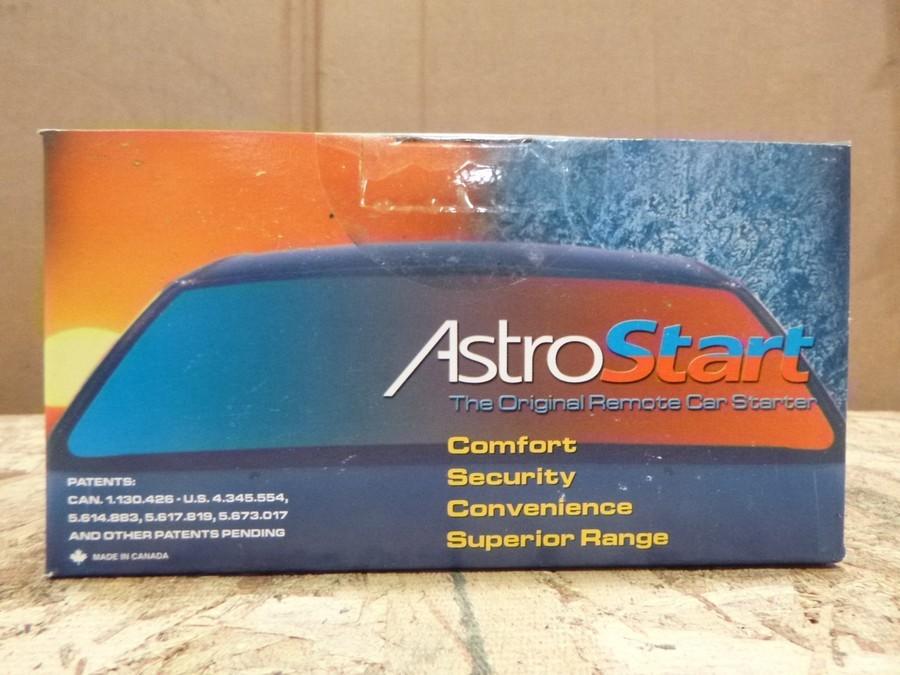 AstroStart
The Original Remote Car Starter
Comfort
Security
Convenience
Superior Range
PATENTS:
CAN. 1.130.426 - U.S. 4.345.554,
5.614.883, 5.617.819, 5.673.017
AND OTHER PATENTS PENDING
MADE IN CANADA